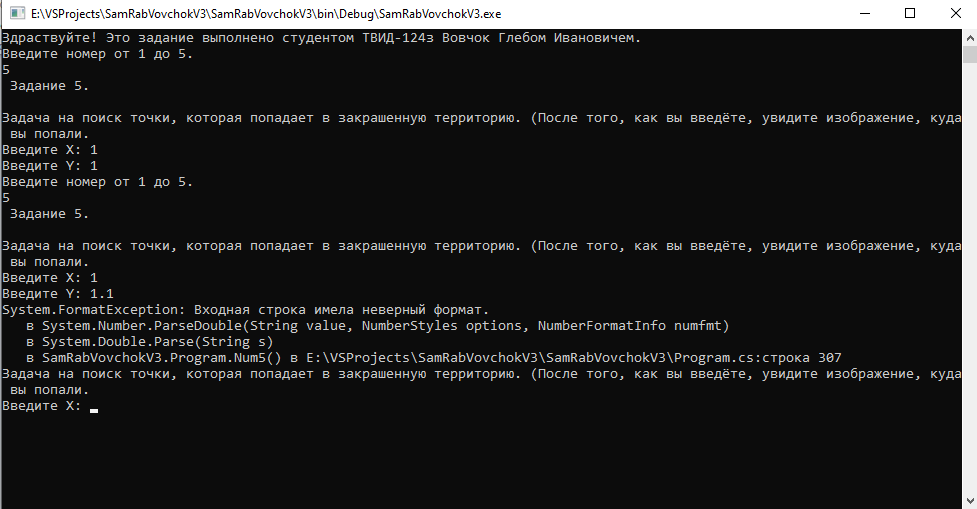 E:\VSProjects\SamRabVovchokV3\SamRabVovchokV3\bin\Debug\SamRabVovchokV3.exe
Здраствуйте! Это задание выполнено студентом ТВИД-124з Вовчок Глебом Ивановичем.
Введите номер от 1 до 5.
5
Задание 5.
Задача на поиск точки, которая попадает в закрашенную территорию. (После того, как вы введёте, увидите изображение, куда
вы попали.
Введите X: 1
Введите Y: 1
Введите номер от 1 до 5.
5
Задание 5.
Задача на поиск точки, которая попадает в закрашенную территорию. (После того, как вы введёте, увидите изображение, куда
вы попали.
Введите X: 1
Введите Y: 1.1
System.FormatException: Входная строка имела неверный формат.
в System.Number.ParseDouble(String value, NumberStyles options, NumberFormatInfo numfmt)
в System.Double.Parse(String s)
в SamRabVovchokV3.Program.Num5() в E:\VSProjects\SamRabVovchokV3\SamRabVovchokV3\Program.cs:строка 307
Задача на поиск точки, которая попадает в закрашенную территорию. (После того, как вы введёте, увидите изображение, куда
вы попали.
Введите X: